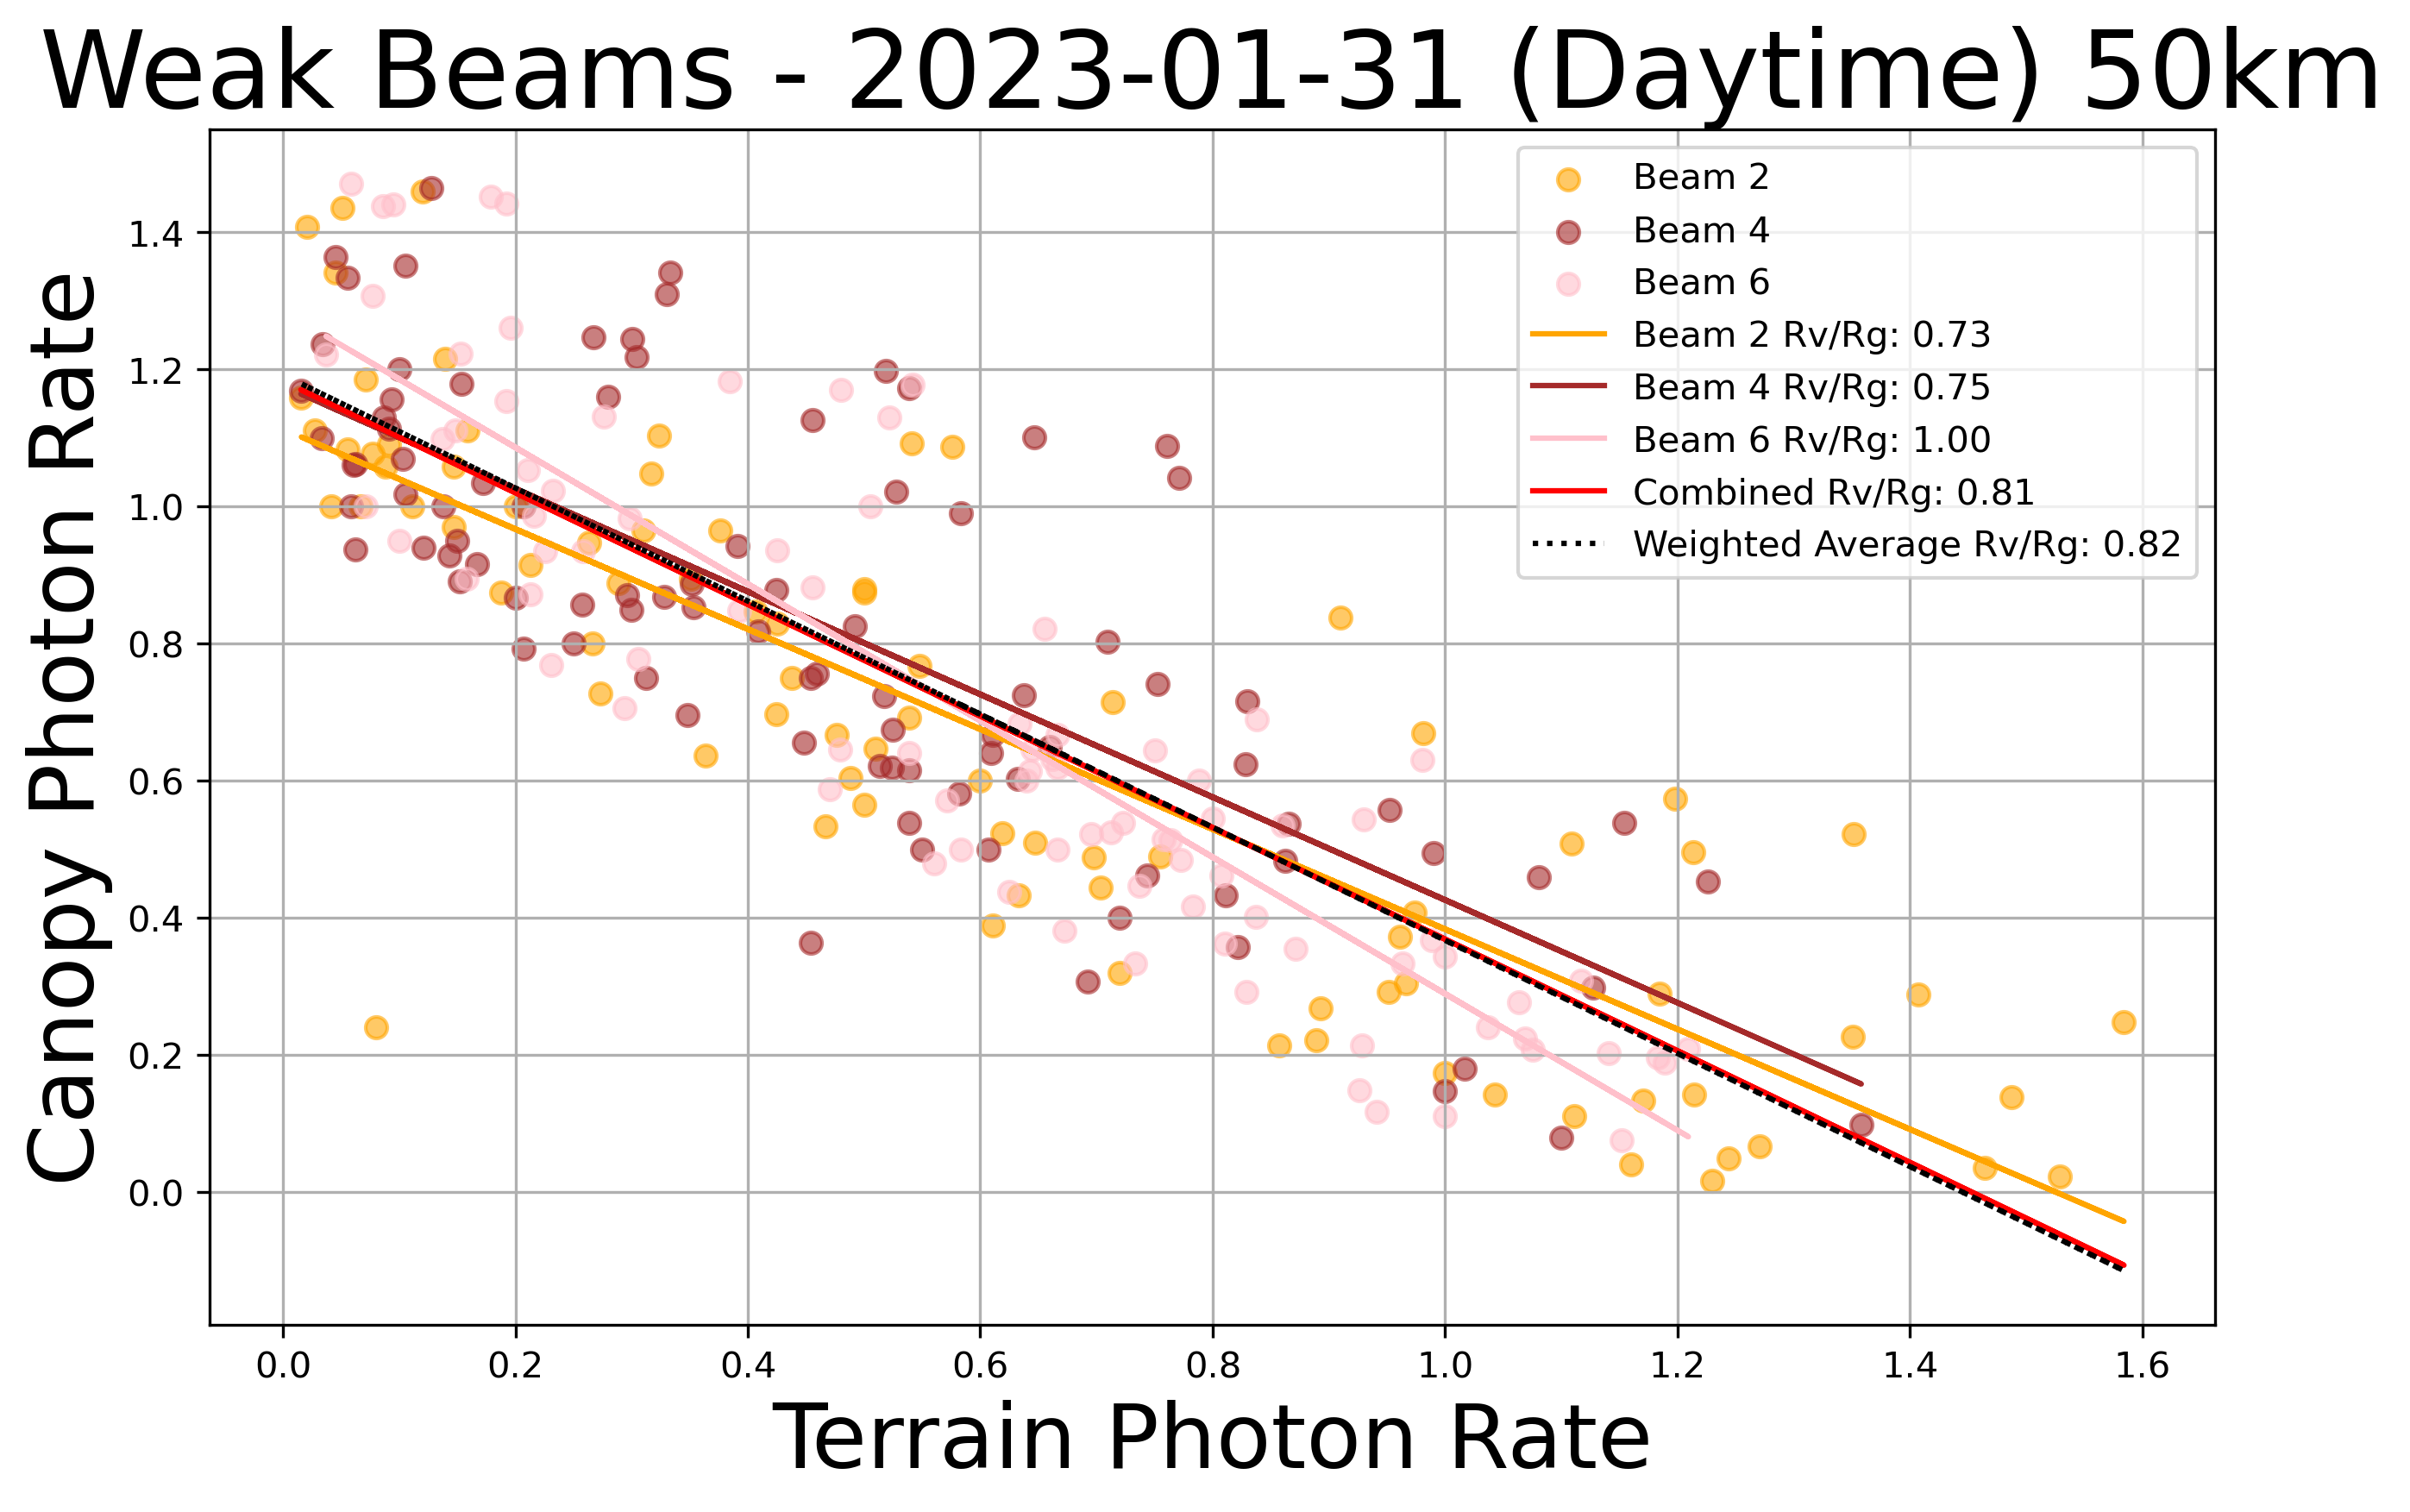 Weak Beams - 2023-01-31 (Daytime) 50km
Canopy Photon Rate
1.4
1.2
1.0
0.8
0.6
0.4
0.2
0.0
Beam 2
Beam 4
Beam 6
Beam 2 Rv/Rg: 0.73
Beam 4 Rv/Rg: 0.75
Beam 6 Rv/Rg: 1.00
Combined Rv/Rg: 0.81
Weighted Average Rv/Rg: 0.82
0.0 0.2 0.4 0.6 0.8 1.0 1.2 1.4 1.6
Terrain Photon Rate